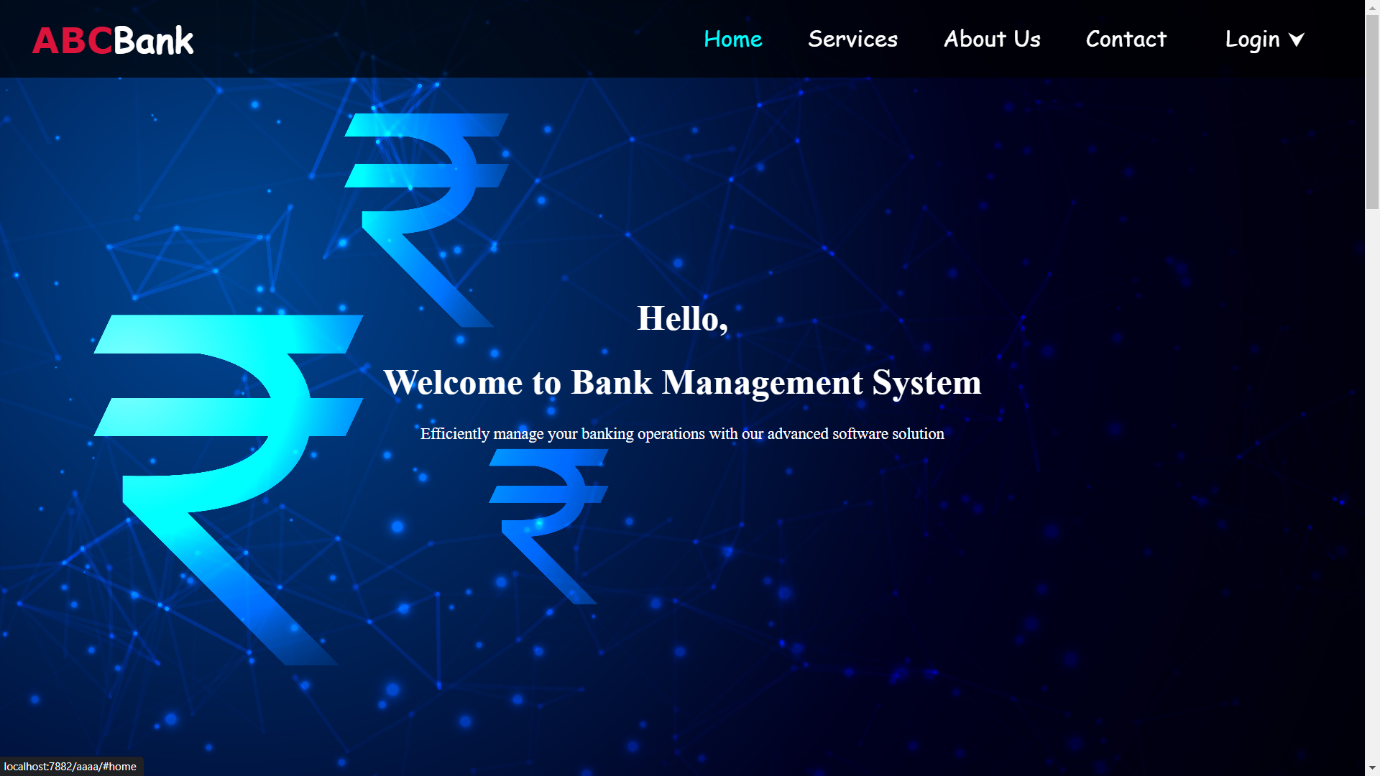 ABCBank
Home Services About Us Contact Login
Hello,
Welcome to Bank Management System
Efficiently manage your banking operations with our advanced software solution
localhost:7882/aaaa/#home